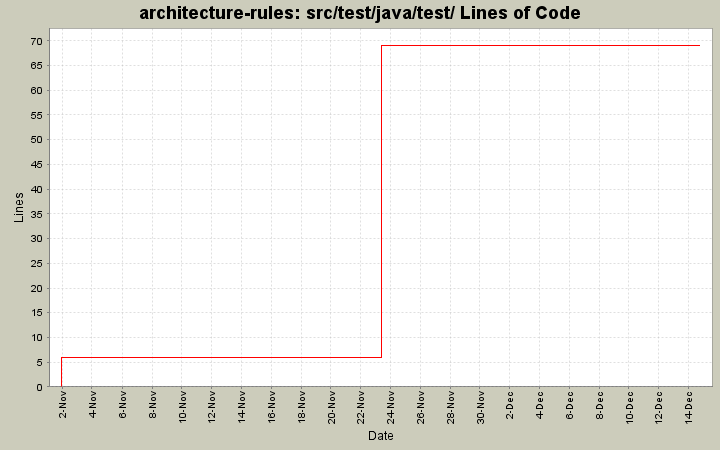 architecture-rules: src/test/java/test/ Lines of Code
70
65
60
55
50
45
40
35
30
25
20
15
10
5
0
Lines
2-Nov
4-Nov
6-Nov
8-Nov
10-Nov
12-Nov
14-Nov
16-Nov
18-Nov
20-Nov
22-Nov
24-Nov
26-Nov
28-Nov
30-Nov
2-Dec
4-Dec
6-Dec
8-Dec
10-Dec
12-Dec
14-Dec
Date